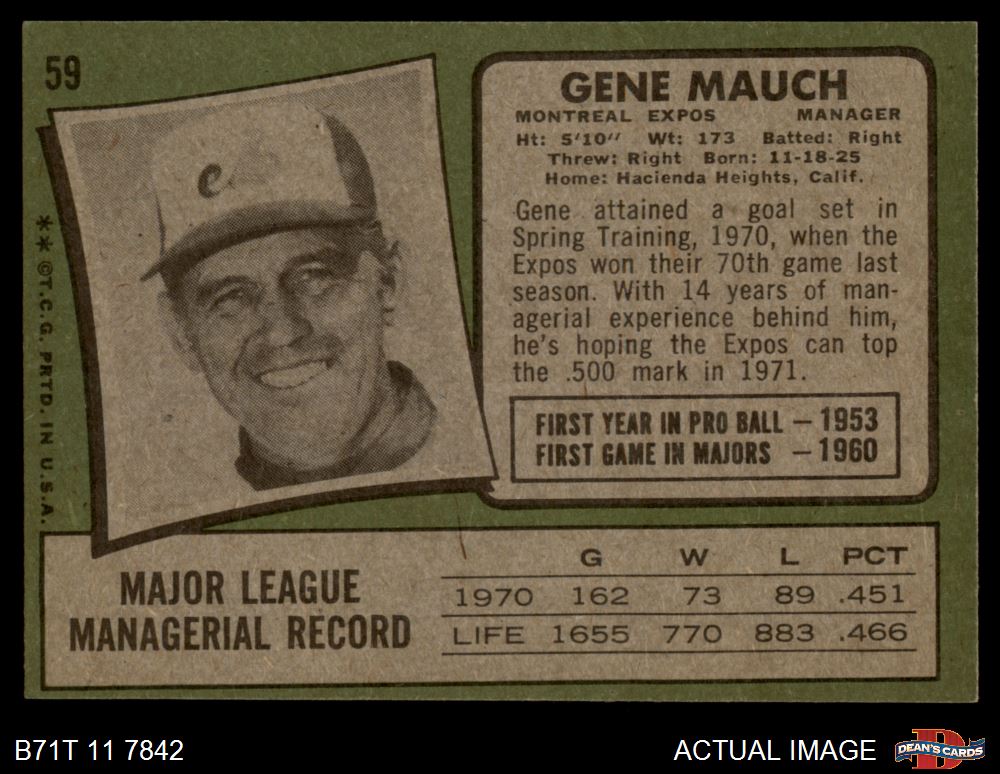 59
GENE MAUCH
MONTREAL EXPOS MANAGER
Ht: 5'10" Wt: 173 Batted: Right
Threw: Right Born: 11-18-25
Home: Hacienda Heights, Calif.
Gene attained a goal set in
Spring Training, 1970, when the
Expos won their 70th game last
season. With 14 years of man-
agerial experience behind him,
he's hoping the Expos can top
the .500 mark in 1971.
FIRST YEAR IN PRO BALL – 1953
FIRST GAME IN MAJORS – 1960
** ©T.C.G. PRTD. IN U.S.A.
e
MAJOR LEAGUE
MANAGERIAL RECORD
G W L PCT
1970 162 73 89 .451
LIFE 1655 770 883 .466
B71T 11 7842
ACTUAL IMAGE
D
DEAN'S CARDS